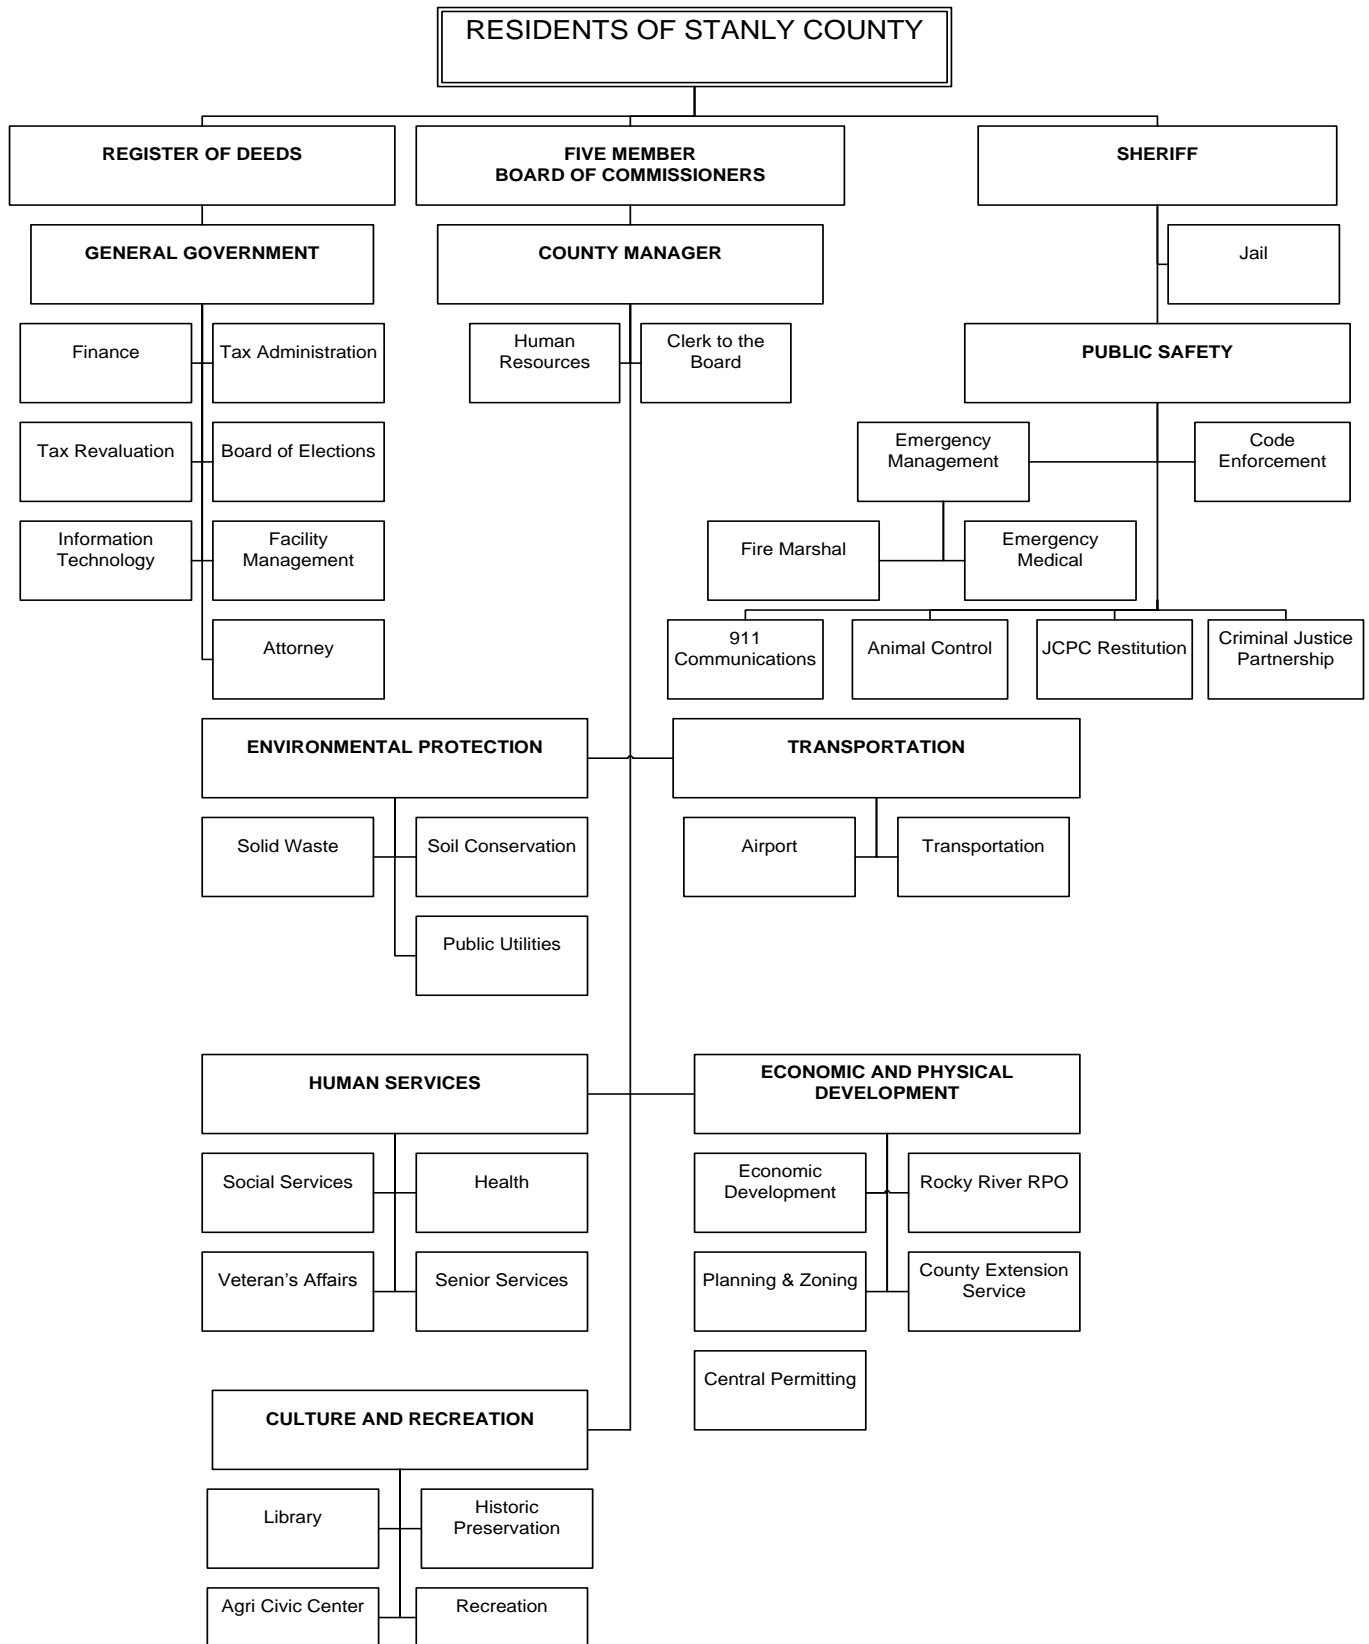 RESIDENTS OF STANLY COUNTY
REGISTER OF DEEDS
FIVE MEMBER
BOARD OF COMMISSIONERS
SHERIFF
GENERAL GOVERNMENT
COUNTY MANAGER
Jail
Finance
Tax Administration
Human
Resources
Clerk to the
Board
PUBLIC SAFETY
Tax Revaluation
Board of Elections
Emergency
Management
Code
Enforcement
Information
Technology
Facility
Management
Fire Marshal
Emergency
Medical
Attorney
911
Communications
Animal Control
JCPC Restitution
Criminal Justice
Partnership
ENVIRONMENTAL PROTECTION
TRANSPORTATION
Solid Waste
Soil Conservation
Airport
Transportation
Public Utilities
HUMAN SERVICES
ECONOMIC AND PHYSICAL
DEVELOPMENT
Social Services
Health
Economic
Development
Rocky River RPO
Veteran’s Affairs
Senior Services
Planning & Zoning
County Extension
Service
Central Permitting
CULTURE AND RECREATION
Library
Historic
Preservation
Agri Civic Center
Recreation